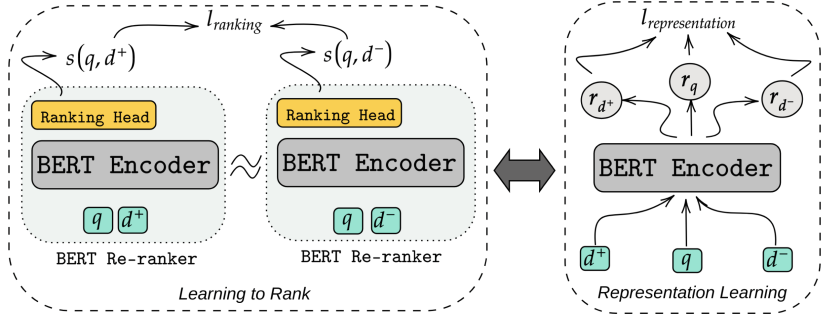 l_ranking
s(q, d⁺)
s(q, d⁻)
Ranking Head
BERT Encoder
q d⁺
BERT Re-ranker
≈
Ranking Head
BERT Encoder
q d⁻
BERT Re-ranker
Learning to Rank
l_representation
r_d⁺
r_q
r_d⁻
BERT Encoder
d⁺
q
d⁻
Representation Learning